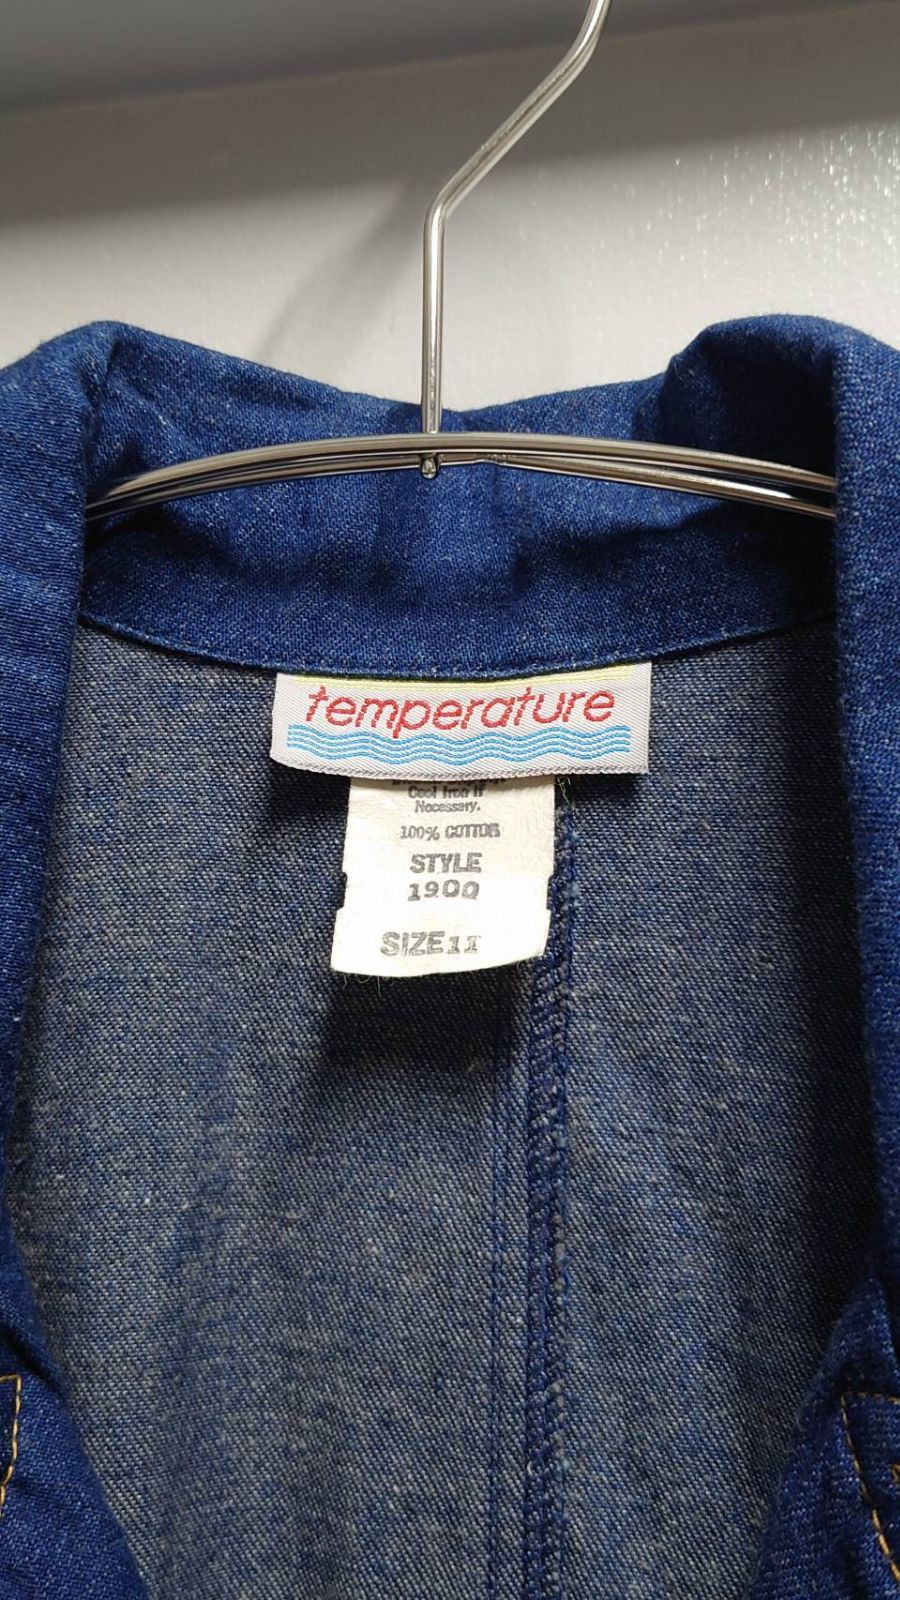 temperature
Cool Iron If
Necessary.
100% COTTON
STYLE
1900
SIZE 11